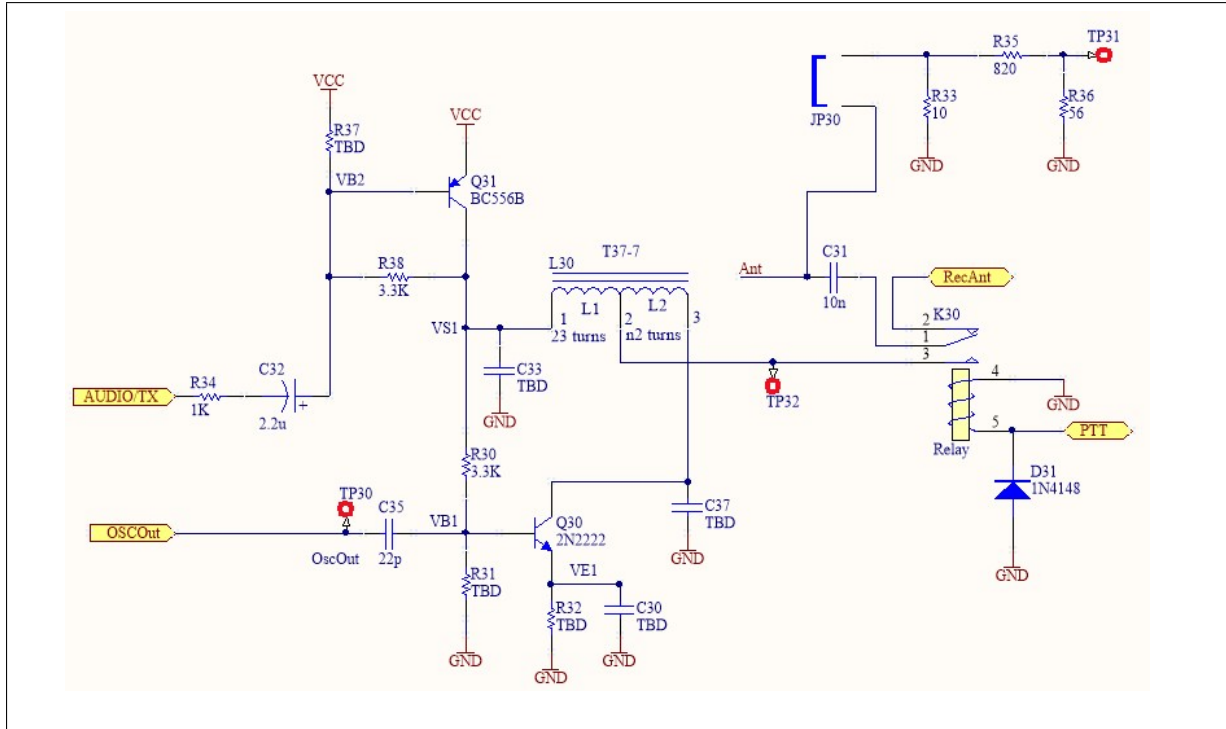 VCC
R37
TBD
VB2
VCC
Q31
BC556B
R38
3.3K
VS1
AUDIO/TX
R34
1K
C32
+
2.2u
C33
TBD
GND
L30
T37-7
L1
L2
1
2
3
23 turns
n2 turns
TP32
R30
3.3K
OSCOut
TP30
OscOut
C35
22p
VB1
Q30
2N2222
R31
TBD
GND
VE1
R32
TBD
GND
C30
TBD
GND
C37
TBD
GND
JP30
R33
10
GND
R35
820
R36
56
GND
TP31
Ant
C31
10n
RecAnt
K30
2
1
3
4
GND
5
PTT
Relay
D31
1N4148
GND